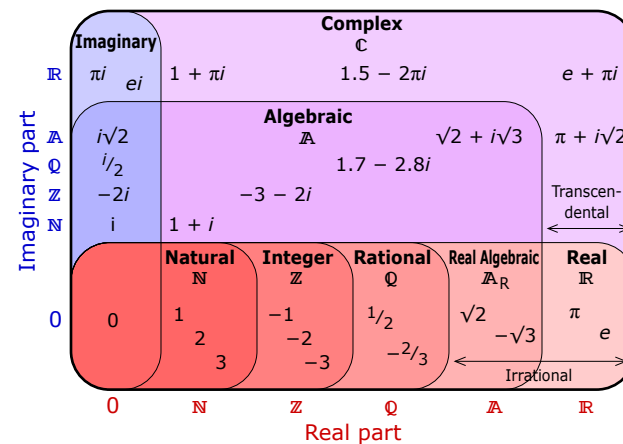 Complex
Imaginary ℂ
ℝ πi ei 1 + πi 1.5 − 2πi e + πi
Algebraic
𝔸 i√2 𝔸 √2 + i√3 π + i√2
ℚ i/2 1.7 − 2.8i
ℤ −2i −3 − 2i Transcen-
dental
ℕ i 1 + i
Natural Integer Rational Real Algebraic Real
ℕ ℤ ℚ 𝔸R ℝ
0 0 1 −1 1/2 √2 π
2 −2 −√3 e
3 −3 −2/3
Irrational
0 ℕ ℤ ℚ 𝔸 ℝ
Real part
Imaginary part